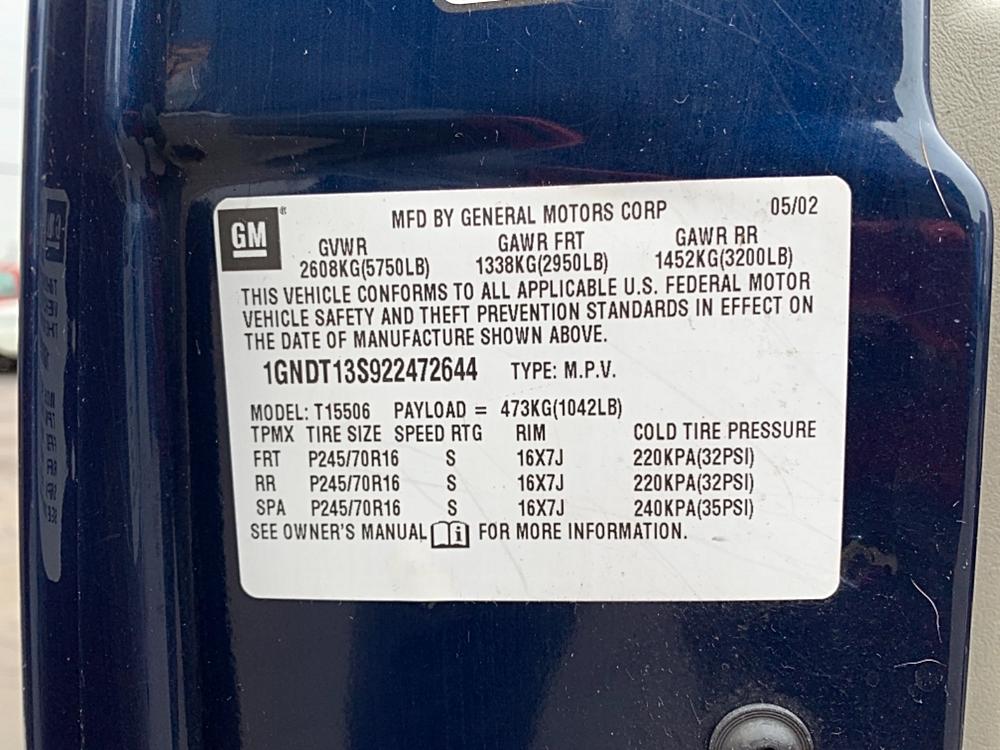 GM®
MFD BY GENERAL MOTORS CORP 05/02
GVWR GAWR FRT GAWR RR
2608KG(5750LB) 1338KG(2950LB) 1452KG(3200LB)
THIS VEHICLE CONFORMS TO ALL APPLICABLE U.S. FEDERAL MOTOR
VEHICLE SAFETY AND THEFT PREVENTION STANDARDS IN EFFECT ON
THE DATE OF MANUFACTURE SHOWN ABOVE.
1GNDT13S922472644 TYPE: M.P.V.
MODEL: T15506 PAYLOAD = 473KG(1042LB)
TPMX TIRE SIZE SPEED RTG RIM COLD TIRE PRESSURE
FRT P245/70R16 S 16X7J 220KPA(32PSI)
RR P245/70R16 S 16X7J 220KPA(32PSI)
SPA P245/70R16 S 16X7J 240KPA(35PSI)
SEE OWNER'S MANUAL i FOR MORE INFORMATION.